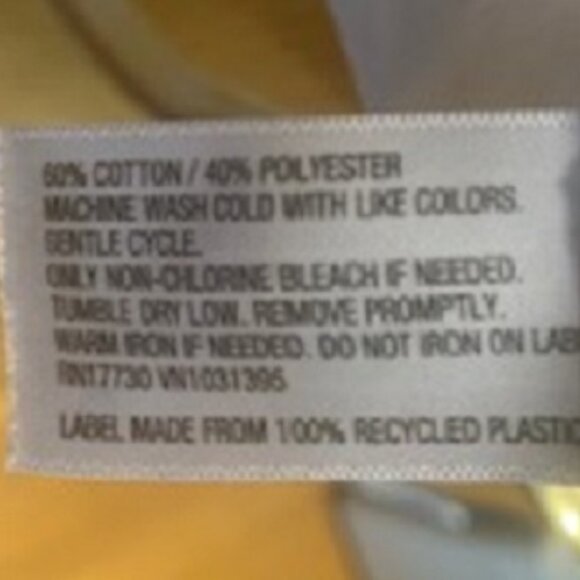 60% COTTON / 40% POLYESTER
MACHINE WASH COLD WITH LIKE COLORS.
GENTLE CYCLE.
ONLY NON-CHLORINE BLEACH IF NEEDED.
TUMBLE DRY LOW. REMOVE PROMPTLY.
WARM IRON IF NEEDED. DO NOT IRON ON LAB
RN17730 VN1031395
LABEL MADE FROM 100% RECYCLED PLASTIC